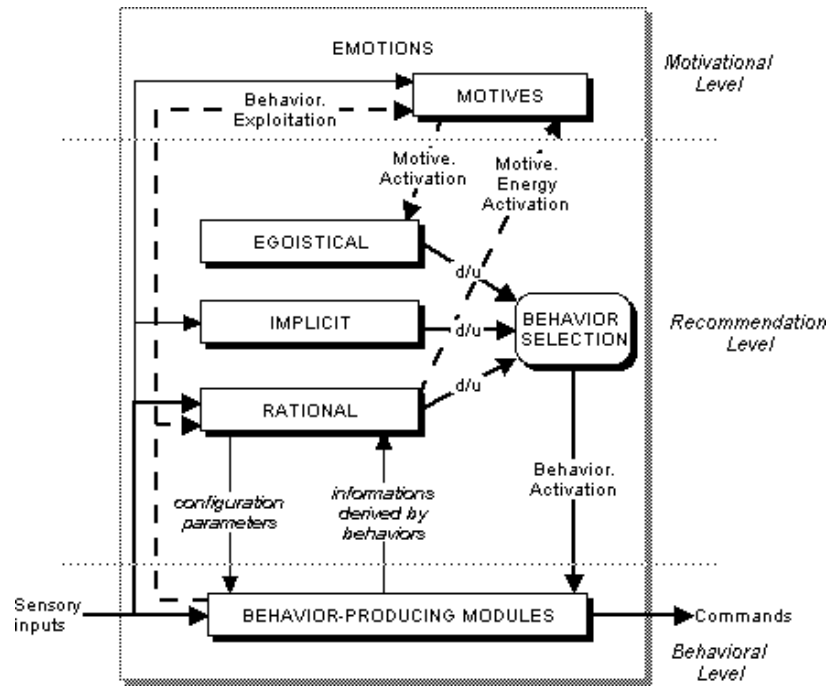 EMOTIONS
Motivational
Level
MOTIVES
Behavior.
Exploitation
Motive.
Activation
Motive.
Energy
Activation
EGOISTICAL
d/u
IMPLICIT
d/u
BEHAVIOR
SELECTION
Recommendation
Level
d/u
RATIONAL
Behavior.
Activation
configuration
parameters
informations
derived by
behaviors
Sensory
inputs
BEHAVIOR-PRODUCING MODULES
Commands
Behavioral
Level